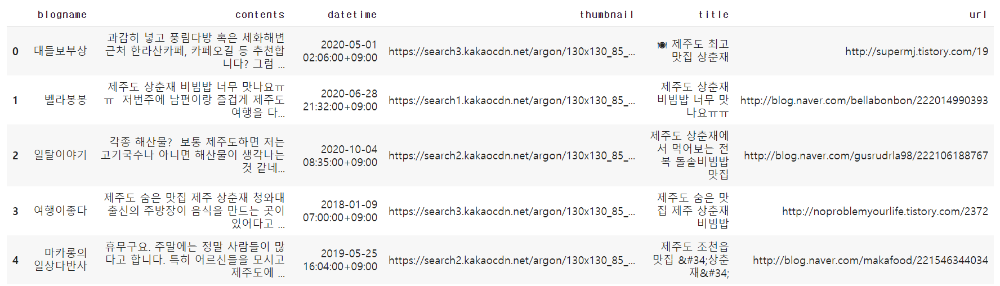 blogname contents datetime thumbnail title url
0 대들보부상 과감히 넣고 풍림다방 혹은 세화해변 근처 한라산카페, 카페오길 등 추천합니다? 그럼 ... 2020-05-01 02:06:00+09:00 https://search3.kakaocdn.net/argon/130x130_85_... 🍽 제주도 최고 맛집 상춘재 http://supermj.tistory.com/19
1 벨라봉봉 제주도 상춘재 비빔밥 너무 맛나요ㅠㅠ 저번주에 남편이랑 즐겁게 제주도 여행을 다... 2020-06-28 21:32:00+09:00 https://search1.kakaocdn.net/argon/130x130_85_... 제주도 상춘재 비빔밥 너무 맛나요ㅠㅠ http://blog.naver.com/bellabonbon/222014990393
2 일탈이야기 각종 해산물? 보통 제주도하면 저는 고기국수나 아니면 해산물이 생각나는 것 같네... 2020-10-04 08:35:00+09:00 https://search2.kakaocdn.net/argon/130x130_85_... 제주도 상춘재에서 먹어보는 전복 돌솥비빔밥 맛집 http://blog.naver.com/gusrudrla98/222106188767
3 여행이좋다 제주도 숨은 맛집 제주 상춘재 청와대 출신의 주방장이 음식을 만드는 곳이 있어다고 ... 2018-01-09 07:00:00+09:00 https://search3.kakaocdn.net/argon/130x130_85_... 제주도 숨은 맛집 제주 상춘재 비빔밥 http://noproblemyourlife.tistory.com/2372
4 마카롱의 일상다반사 휴무구요. 주말에는 정말 사람들이 많다고 합니다. 특히 어르신들을 모시고 제주도에 ... 2019-05-25 16:04:00+09:00 https://search2.kakaocdn.net/argon/130x130_85_... 제주도 조천읍 맛집 &#34;상춘재&#34; http://blog.naver.com/makafood/221546344034